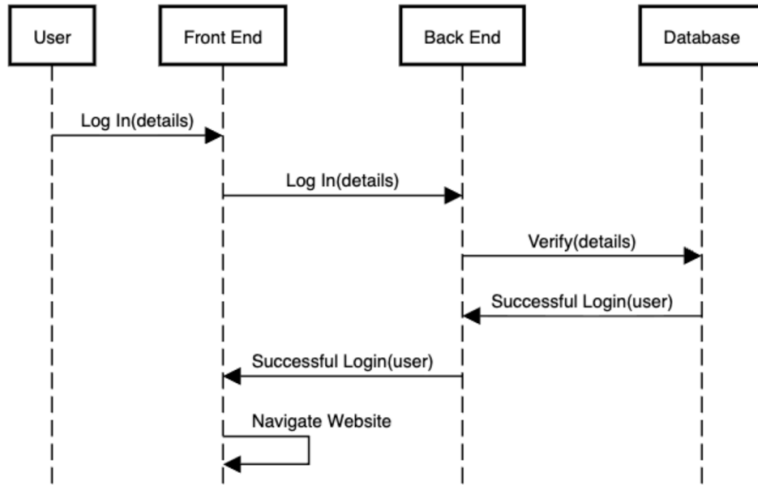 User
Front End
Back End
Database
Log In(details)
Log In(details)
Verify(details)
Successful Login(user)
Successful Login(user)
Navigate Website